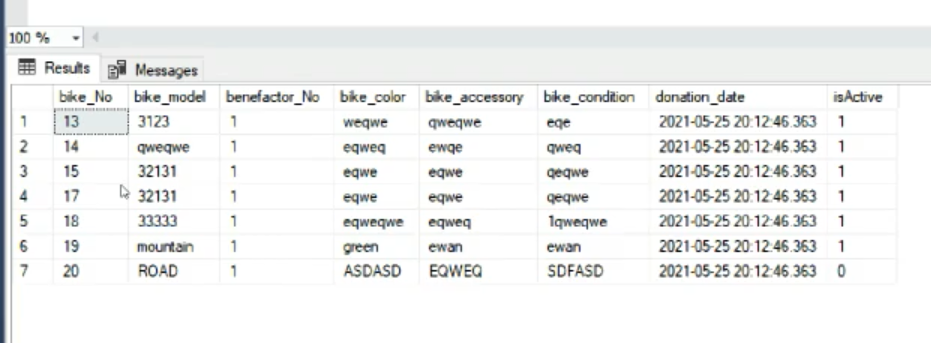 100 %
Results Messages
bike_No bike_model benefactor_No bike_color bike_accessory bike_condition donation_date isActive
1 13 3123 1 weqwe qweqwe eqe 2021-05-25 20:12:46.363 1
2 14 qweqwe 1 eqweq ewqe qweq 2021-05-25 20:12:46.363 1
3 15 32131 1 eqwe eqwe qeqwe 2021-05-25 20:12:46.363 1
4 17 32131 1 eqwe eqwe qeqwe 2021-05-25 20:12:46.363 1
5 18 33333 1 eqweqwe eqweq 1qweqwe 2021-05-25 20:12:46.363 1
6 19 mountain 1 green ewan ewan 2021-05-25 20:12:46.363 1
7 20 ROAD 1 ASDASD EQWEQ SDFASD 2021-05-25 20:12:46.363 0